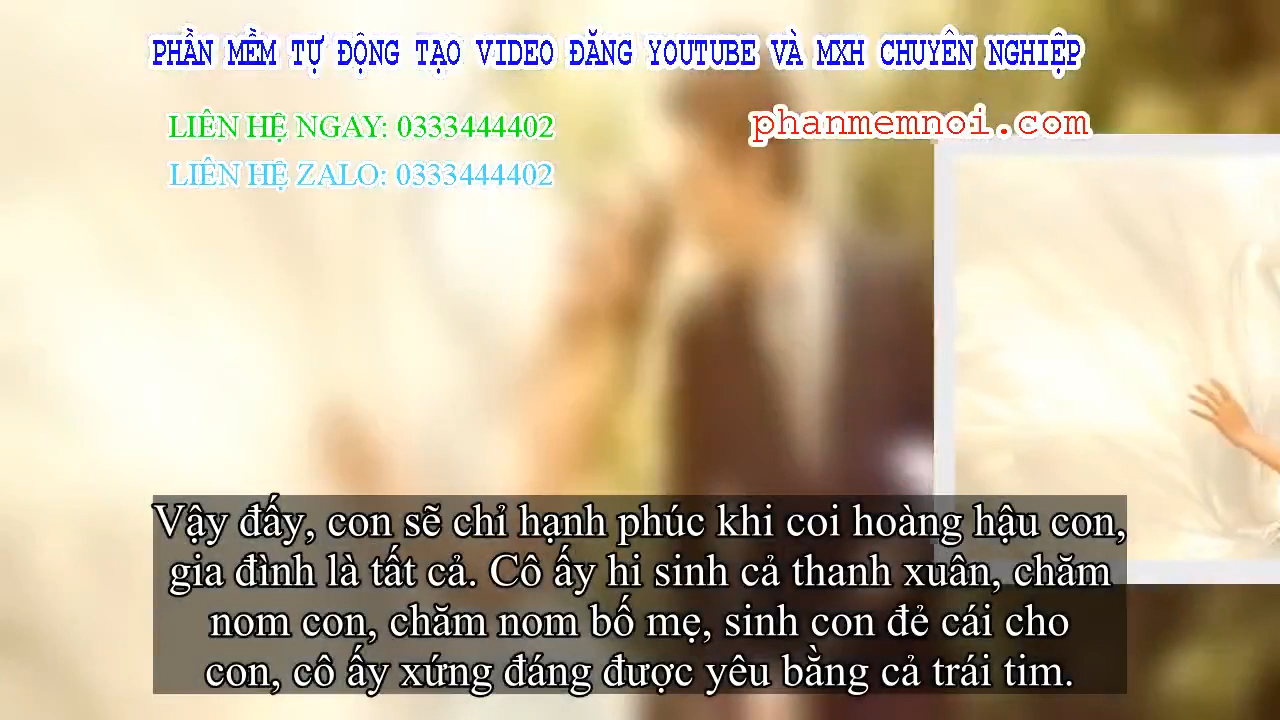 PHẦN MỀM TỰ ĐỘNG TẠO VIDEO ĐĂNG YOUTUBE VÀ MXH CHUYÊN NGHIỆP
LIÊN HỆ NGAY: 0333444402
phanmemnoi.com
LIÊN HỆ ZALO: 0333444402
Vậy đấy, con sẽ chỉ hạnh phúc khi coi hoàng hậu con,
gia đình là tất cả. Cô ấy hi sinh cả thanh xuân, chăm
nom con, chăm nom bố mẹ, sinh con đẻ cái cho
con, cô ấy xứng đáng được yêu bằng cả trái tim.